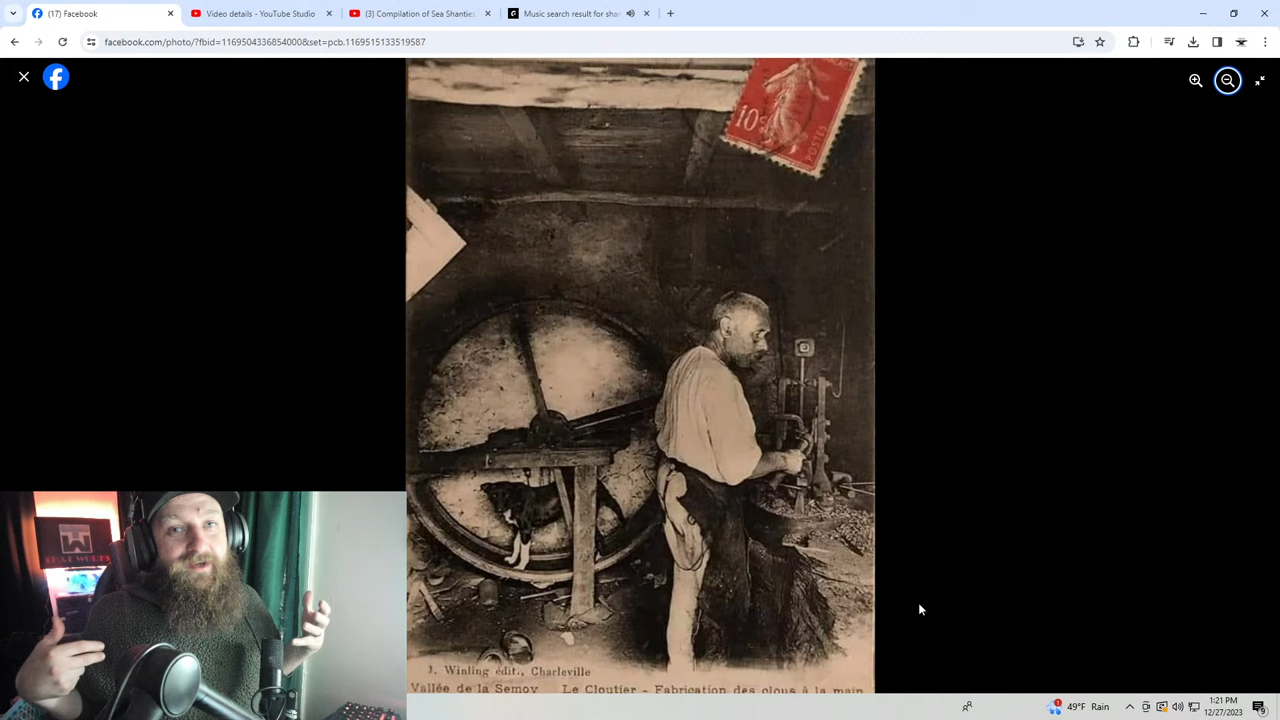 (17) Facebook
Video details - YouTube Studio
(3) Compilation of Sea Shanties
Music search result for shan
facebook.com/photo/?fbid=1169504336854000&set=pcb.1169515133519587
10c
POSTES
J. Winling édit., Charleville
Vallée de la Semoy Le Cloutier - Fabrication des clous à la main
49°F Rain
1:21 PM
12/27/2023